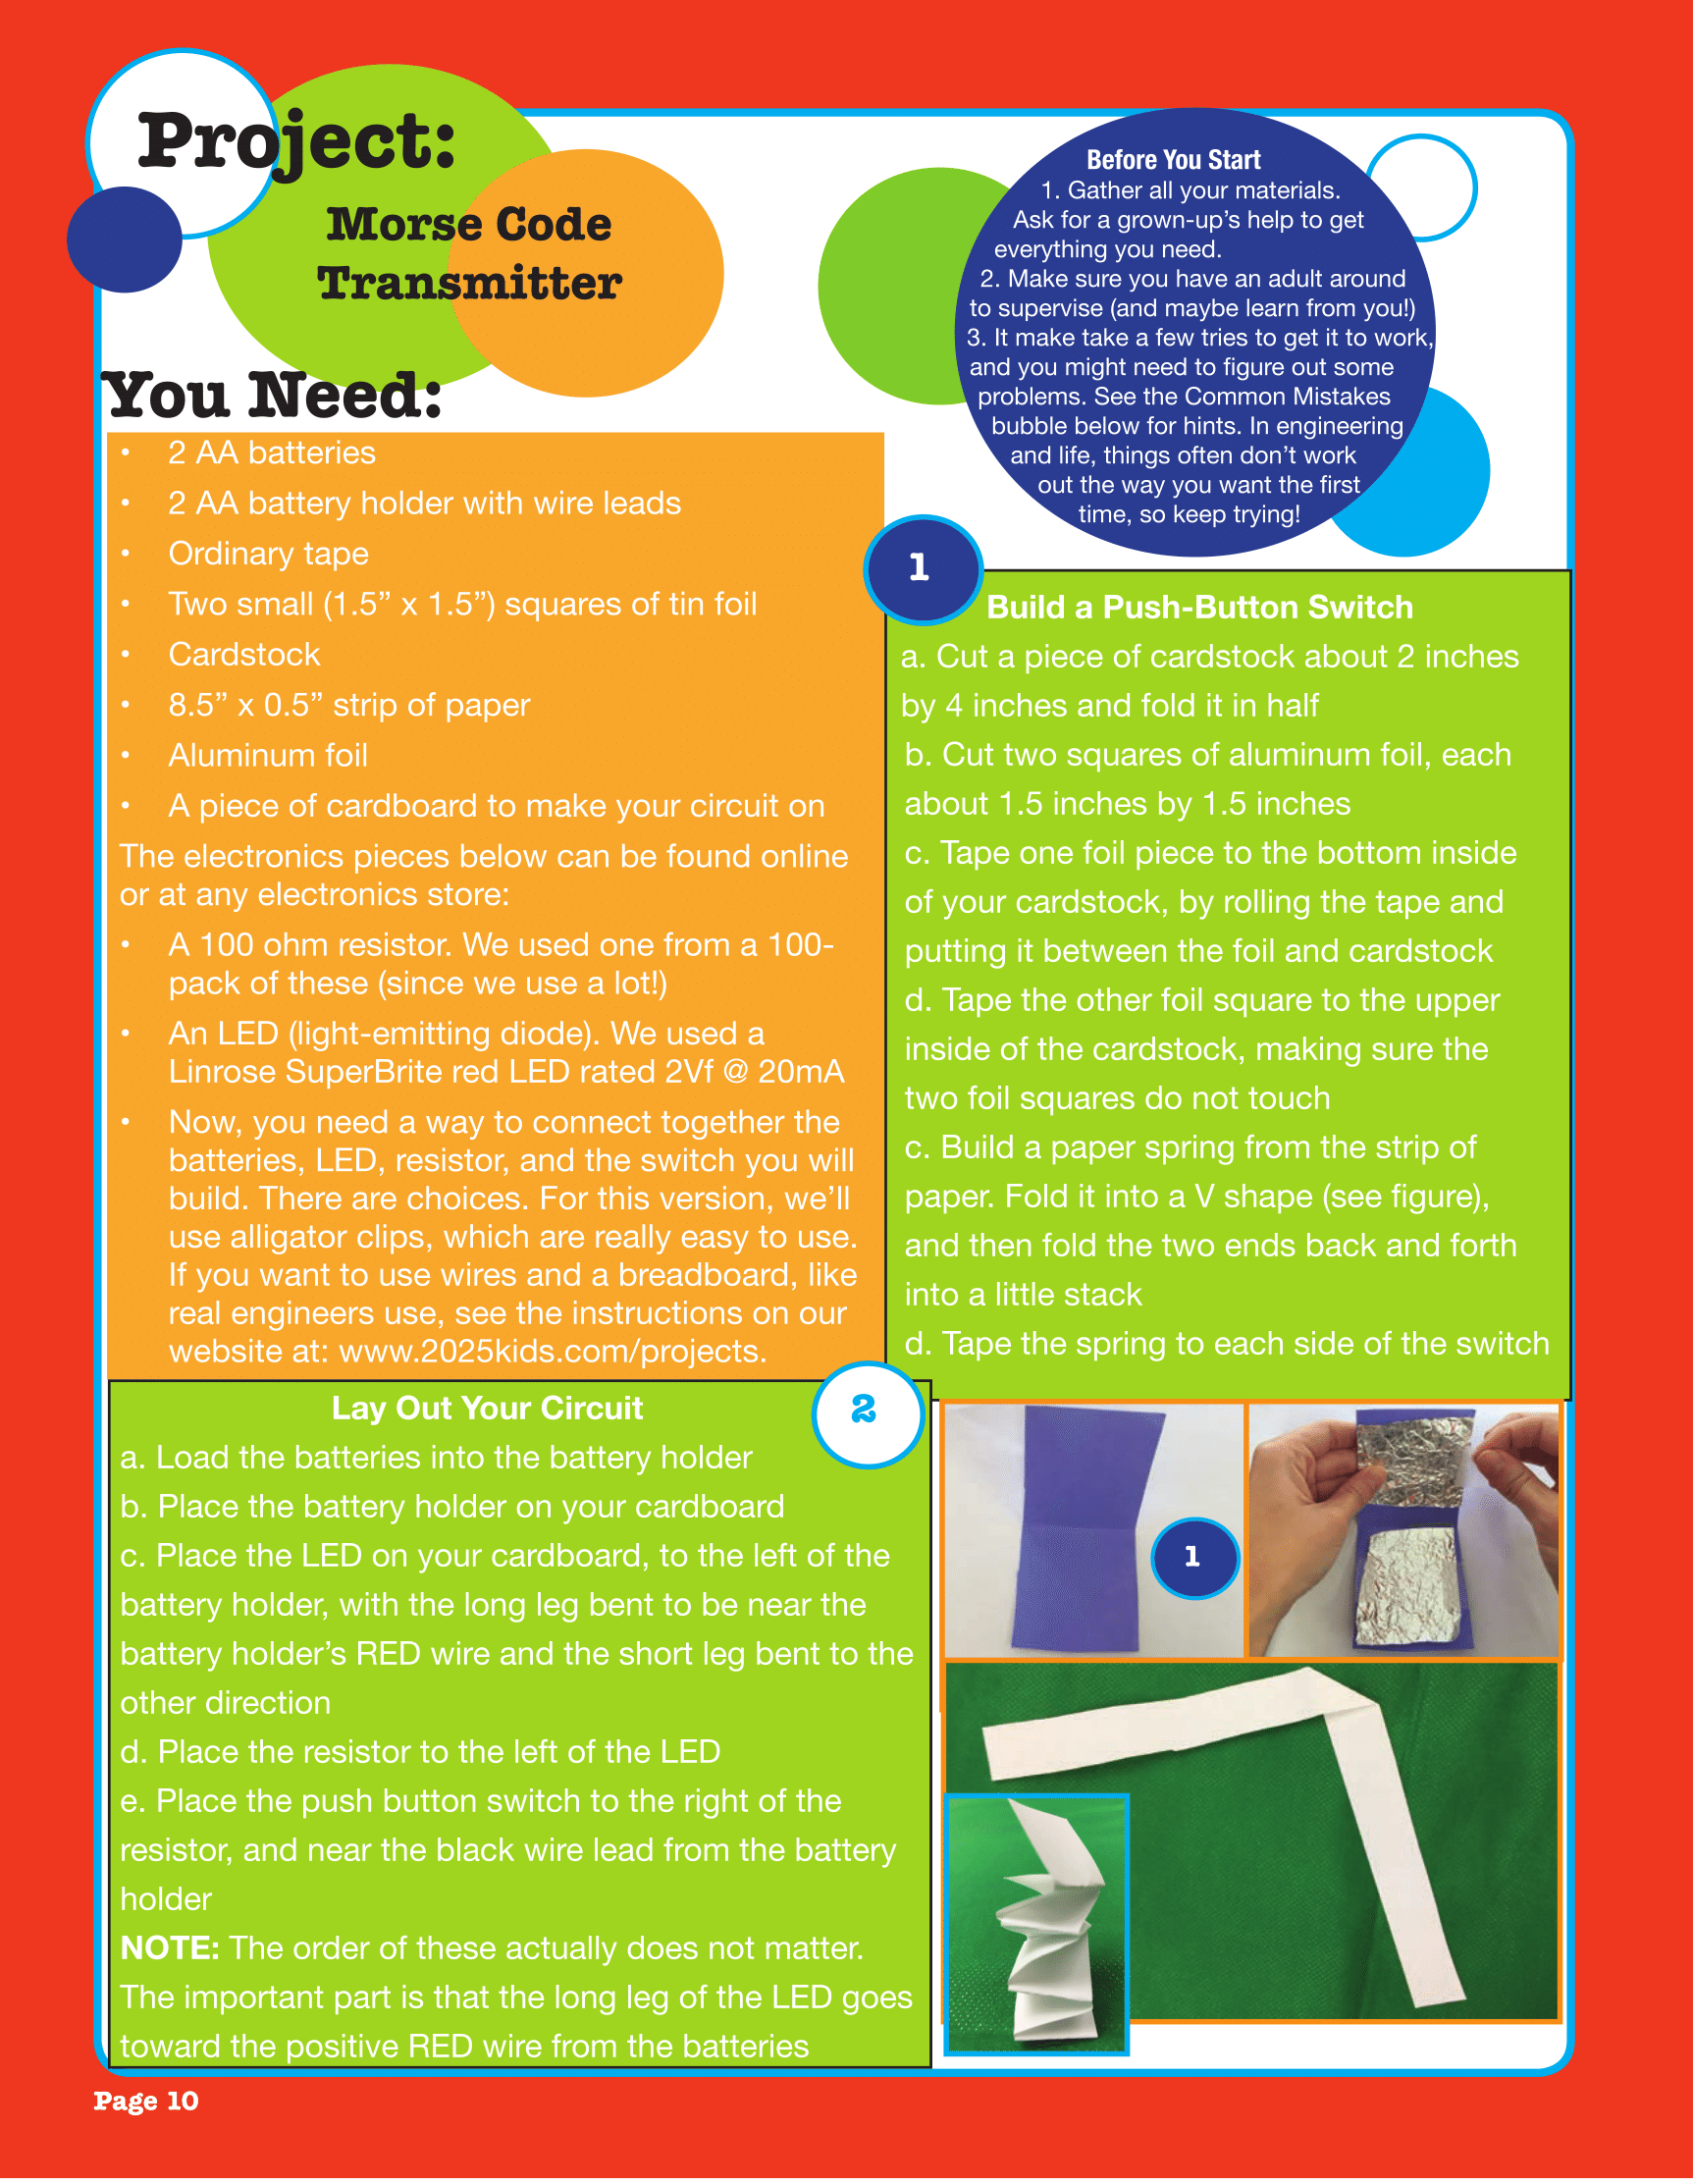 Project:
Morse Code
Transmitter
Before You Start
1. Gather all your materials.
Ask for a grown-up’s help to get
everything you need.
2. Make sure you have an adult around
to supervise (and maybe learn from you!)
3. It make take a few tries to get it to work,
and you might need to figure out some
problems. See the Common Mistakes
bubble below for hints. In engineering
and life, things often don’t work
out the way you want the first
time, so keep trying!
You Need:
• 2 AA batteries
• 2 AA battery holder with wire leads
• Ordinary tape
• Two small (1.5” x 1.5”) squares of tin foil
• Cardstock
• 8.5” x 0.5” strip of paper
• Aluminum foil
• A piece of cardboard to make your circuit on
The electronics pieces below can be found online
or at any electronics store:
• A 100 ohm resistor. We used one from a 100-
pack of these (since we use a lot!)
• An LED (light-emitting diode). We used a
Linrose SuperBrite red LED rated 2Vf @ 20mA
• Now, you need a way to connect together the
batteries, LED, resistor, and the switch you will
build. There are choices. For this version, we’ll
use alligator clips, which are really easy to use.
If you want to use wires and a breadboard, like
real engineers use, see the instructions on our
website at: www.2025kids.com/projects.
1
Build a Push-Button Switch
a. Cut a piece of cardstock about 2 inches
by 4 inches and fold it in half
b. Cut two squares of aluminum foil, each
about 1.5 inches by 1.5 inches
c. Tape one foil piece to the bottom inside
of your cardstock, by rolling the tape and
putting it between the foil and cardstock
d. Tape the other foil square to the upper
inside of the cardstock, making sure the
two foil squares do not touch
c. Build a paper spring from the strip of
paper. Fold it into a V shape (see figure),
and then fold the two ends back and forth
into a little stack
d. Tape the spring to each side of the switch
2
Lay Out Your Circuit
a. Load the batteries into the battery holder
b. Place the battery holder on your cardboard
c. Place the LED on your cardboard, to the left of the
battery holder, with the long leg bent to be near the
battery holder’s RED wire and the short leg bent to the
other direction
d. Place the resistor to the left of the LED
e. Place the push button switch to the right of the
resistor, and near the black wire lead from the battery
holder
NOTE: The order of these actually does not matter.
The important part is that the long leg of the LED goes
toward the positive RED wire from the batteries
1
Page 10